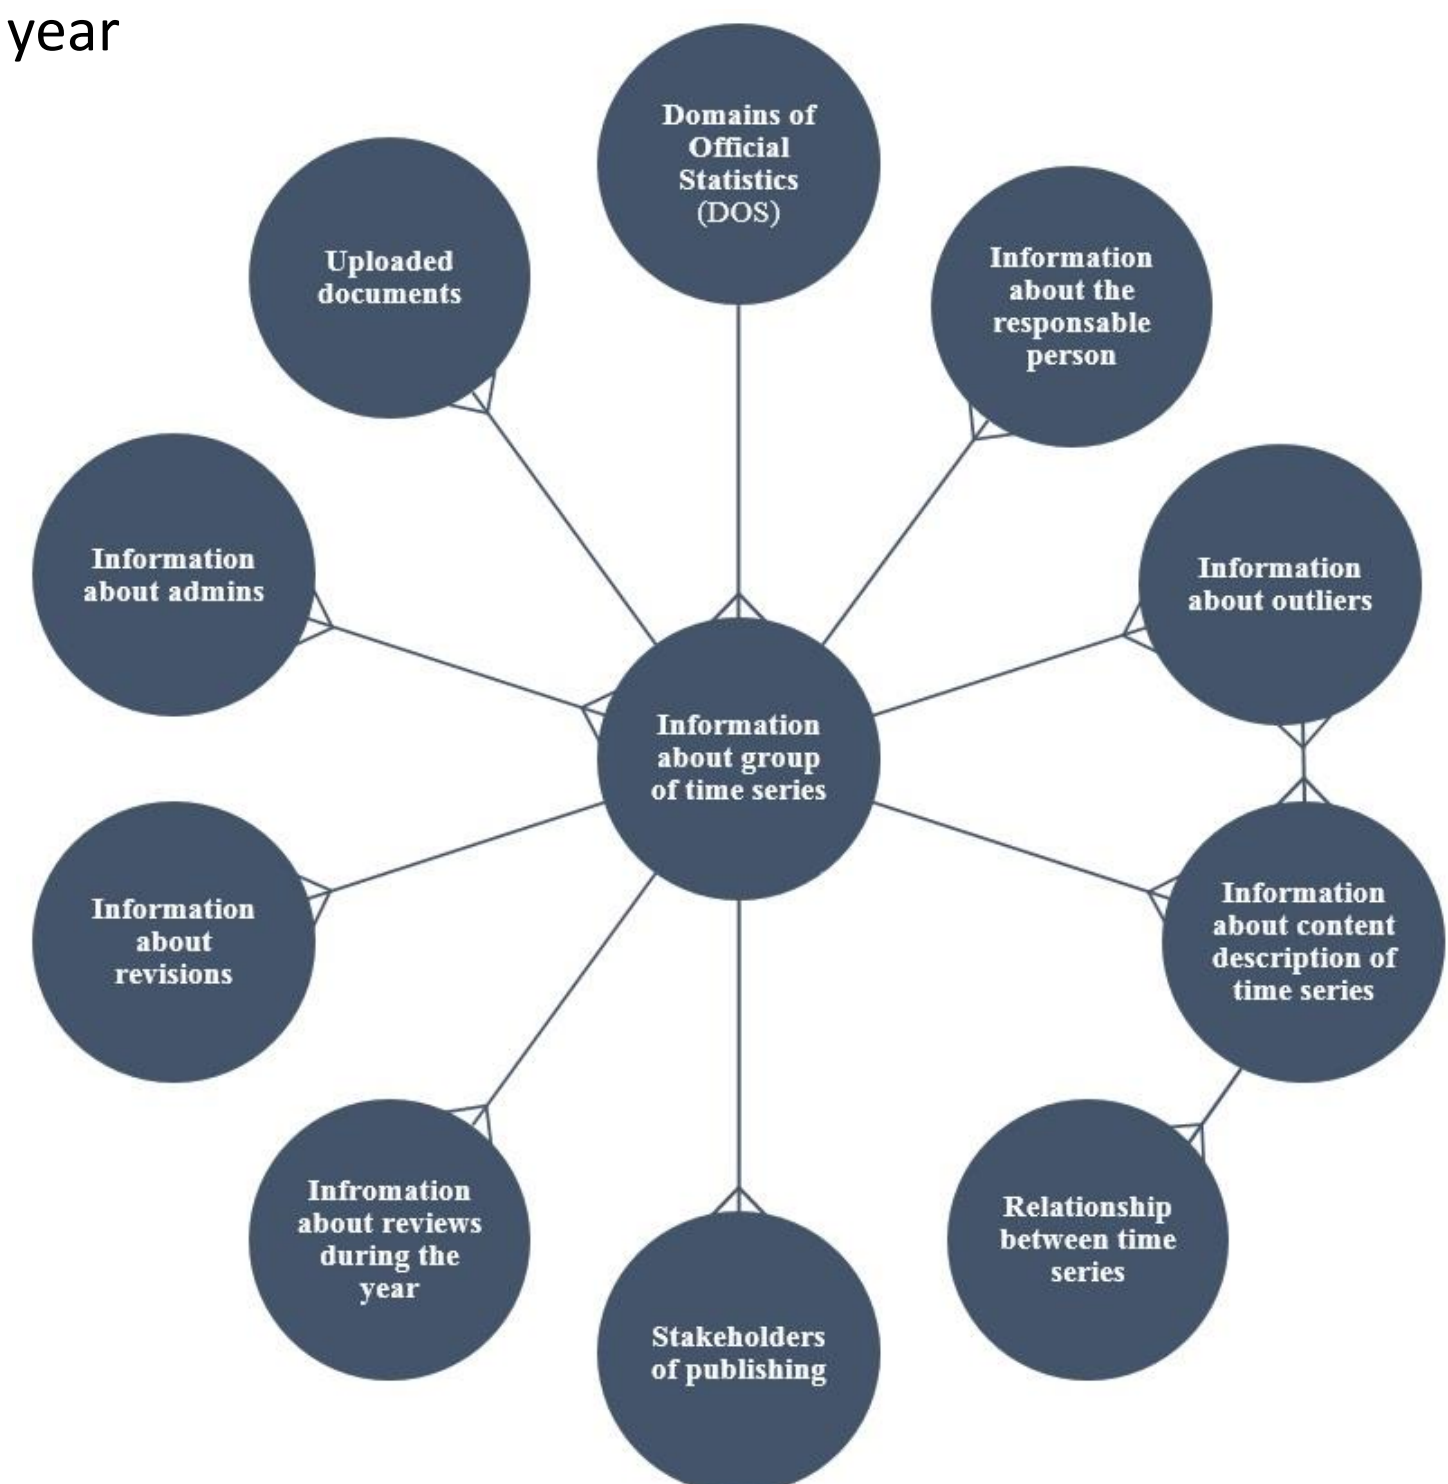 year
Domains of
Official
Statistics
(DOS)
Uploaded
documents
Information
about the
responsable
person
Information
about admins
Information
about outliers
Information
about group
of time series
Information
about
revisions
Information
about content
description of
time series
Infromation
about reviews
during the
year
Stakeholders
of publishing
Relationship
between time
series